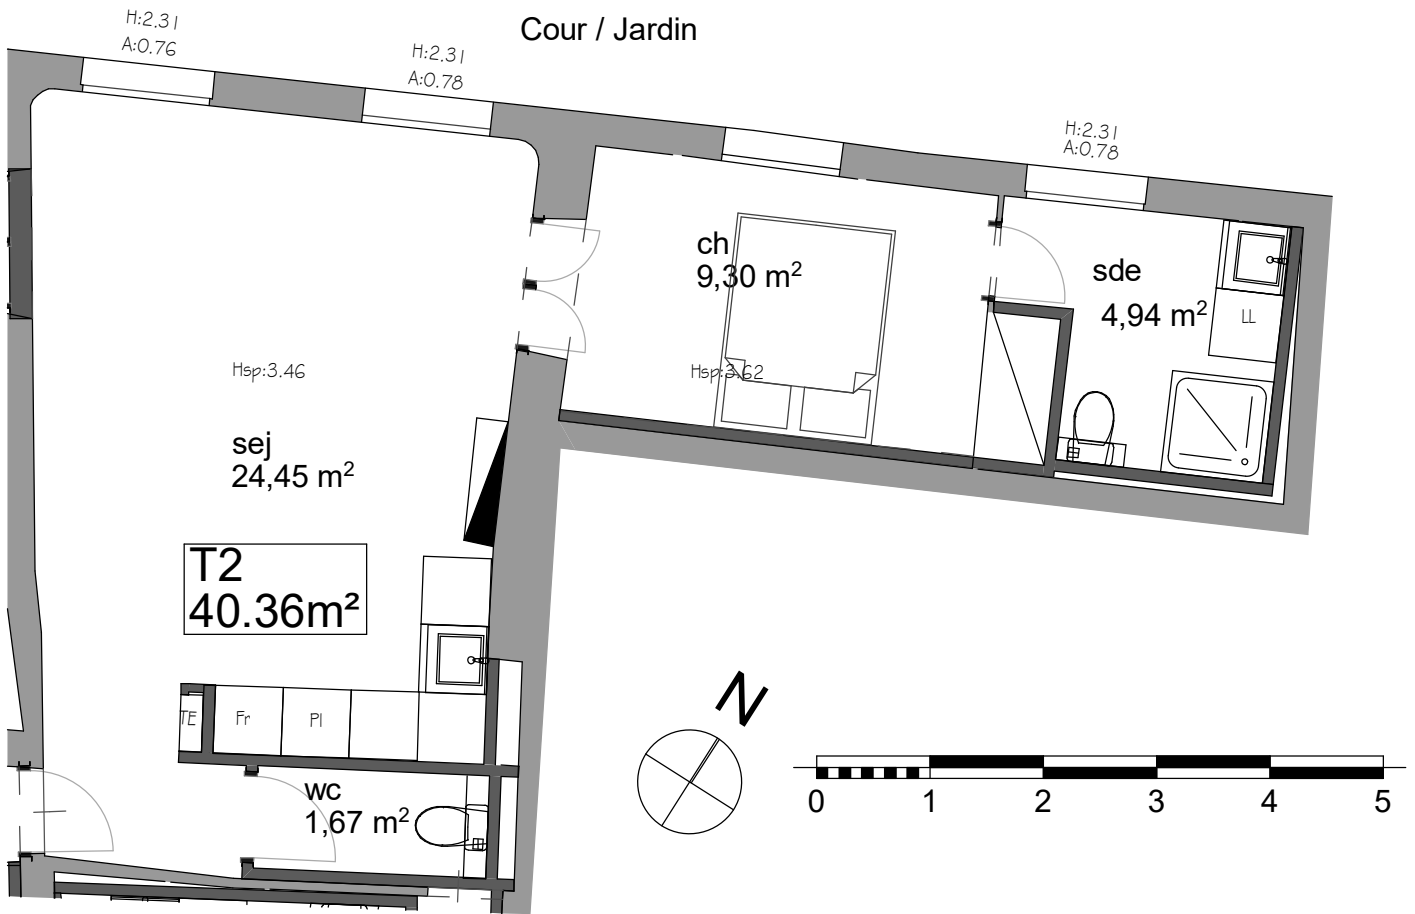 H:2.31
A:0.76
H:2.31
A:0.78
Cour / Jardin
H:2.31
A:0.78
ch
9,30 m²
sde
4,94 m²
LL
Hsp:3.46
Hsp:3.62
sej
24,45 m²
T2
40.36m²
TE
Fr
Pl
wc
1,67 m²
N
0 1 2 3 4 5